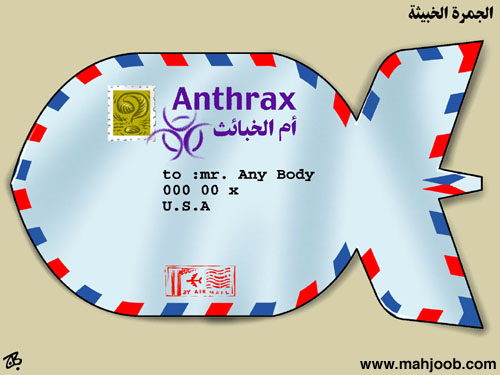 الجمرة الخبيثة
Anthrax
أم الخبائث
to :mr. Any Body
000 00 x
U.S.A
BY AIR MAIL
www.mahjoob.com